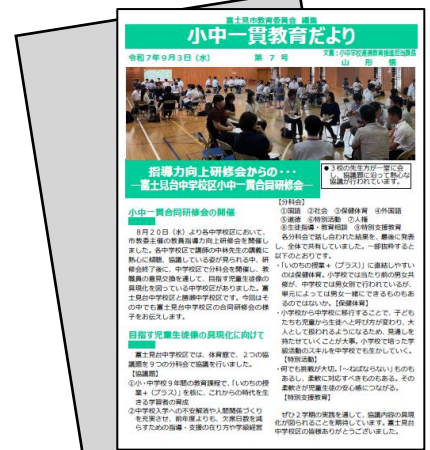 富士見市教育委員会 編集
小中一貫教育だより
令和7年9月3日（水）
第 7 号
文責：小中学校連携教育推進担当課長
山 形 悟
指導力向上研修会からの・・・
―富士見台中学校区小中一貫合同研修会―
●3校の先生方が一堂に会
し、協議題に沿って熱心な
協議が行われています。
小中一貫合同研修会の開催
8月20日（水）より各中学校区において、
市教委主催の教員指導力向上研修会を開催し
ました。各中学校区で講師の中林先生の講義に
熱心に傾聴、協議している姿が見られる中、研
修会終了後に、中学校区で分科会を開催し、教
職員の意見交換を通して、目指す児童生徒像の
具現化を図っている中学校区がありました。富
士見台中学校区と勝瀬中学校区です。今回はそ
の中でも富士見台中学校区の合同研修会の様
子をお伝えします。
目指す児童生徒像の具現化に向けて
富士見台中学校区では、体育館で、2つの協
議題を9つの分科会で協議を行いました。
【協議題】
①小・中学校9年間の教育課程で、「いのちの授
業＋（プラス）」を核に、これからの時代を生
きる学習者の育成
②中学校入学への不安解消や人間関係づくり
を充実させ、前年度よりも、欠席日数を減
らすための指導・支援の在り方や学級経営
【分科会】
①国語 ②社会 ③保健体育 ④外国語
⑤道徳 ⑥特別活動 ⑦人権
⑧生徒指導・教育相談 ⑨特別支援教育
各分科会で話し合われた結果を、最後に発表
し、全体で共有していました。一部抜粋すると
以下のとおりです。
・「いのちの授業＋（プラス）」に直結しやすい
のは保健体育。小学校では当たり前の男女共
修が、中学校では男女別で行われているが、
単元によっては男女一緒にできるものもあ
るのではないか。【保健体育】
・小学校から中学校に移行することで、子ども
たちも児童から生徒へと呼び方が変わり、大
人として扱われるようになるため、見通しを
持たせていくことが大事。小学校で培った学
級活動のスキルを中学校でも生かしていく。
【特別活動】
・何でも挑戦が大切。「～ねばならない」ものも
あるし、柔軟に対応すべきものもある。その
柔軟さが児童生徒の安心感につながる。
【特別支援教育】
ぜひ2学期の実践を通して、協議内容の具現
化が図られることを期待しています。富士見台
中学校区の皆様ありがとうございました。